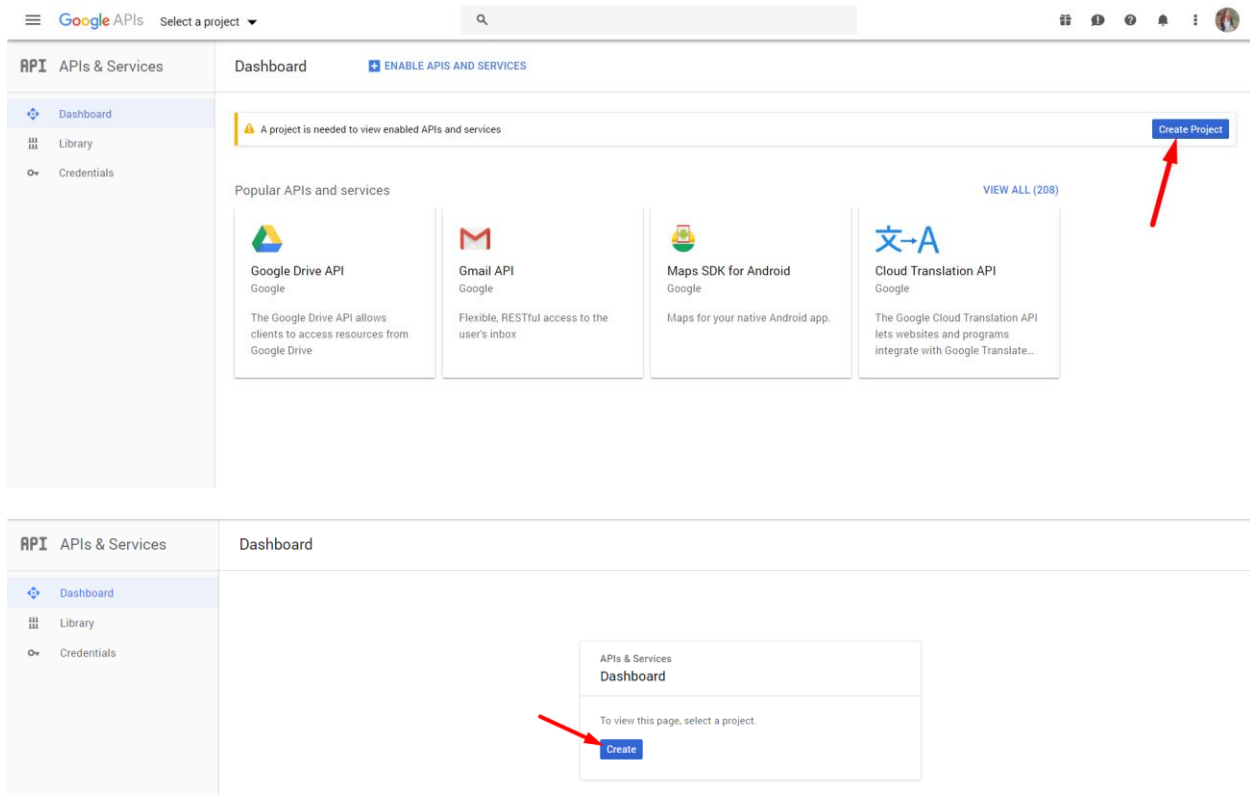 Google APIs Select a project
API APIs & Services Dashboard ENABLE APIS AND SERVICES
Dashboard
Library
Credentials
A project is needed to view enabled APIs and services Create Project
Popular APIs and services VIEW ALL (208)
Google Drive API
Google
The Google Drive API allows
clients to access resources from
Google Drive
Gmail API
Google
Flexible, RESTful access to the
user's inbox
Maps SDK for Android
Google
Maps for your native Android app.
文→A
Cloud Translation API
Google
The Google Cloud Translation API
lets websites and programs
integrate with Google Translate...
API APIs & Services Dashboard
Dashboard
Library
Credentials
APIs & Services
Dashboard
To view this page, select a project.
Create